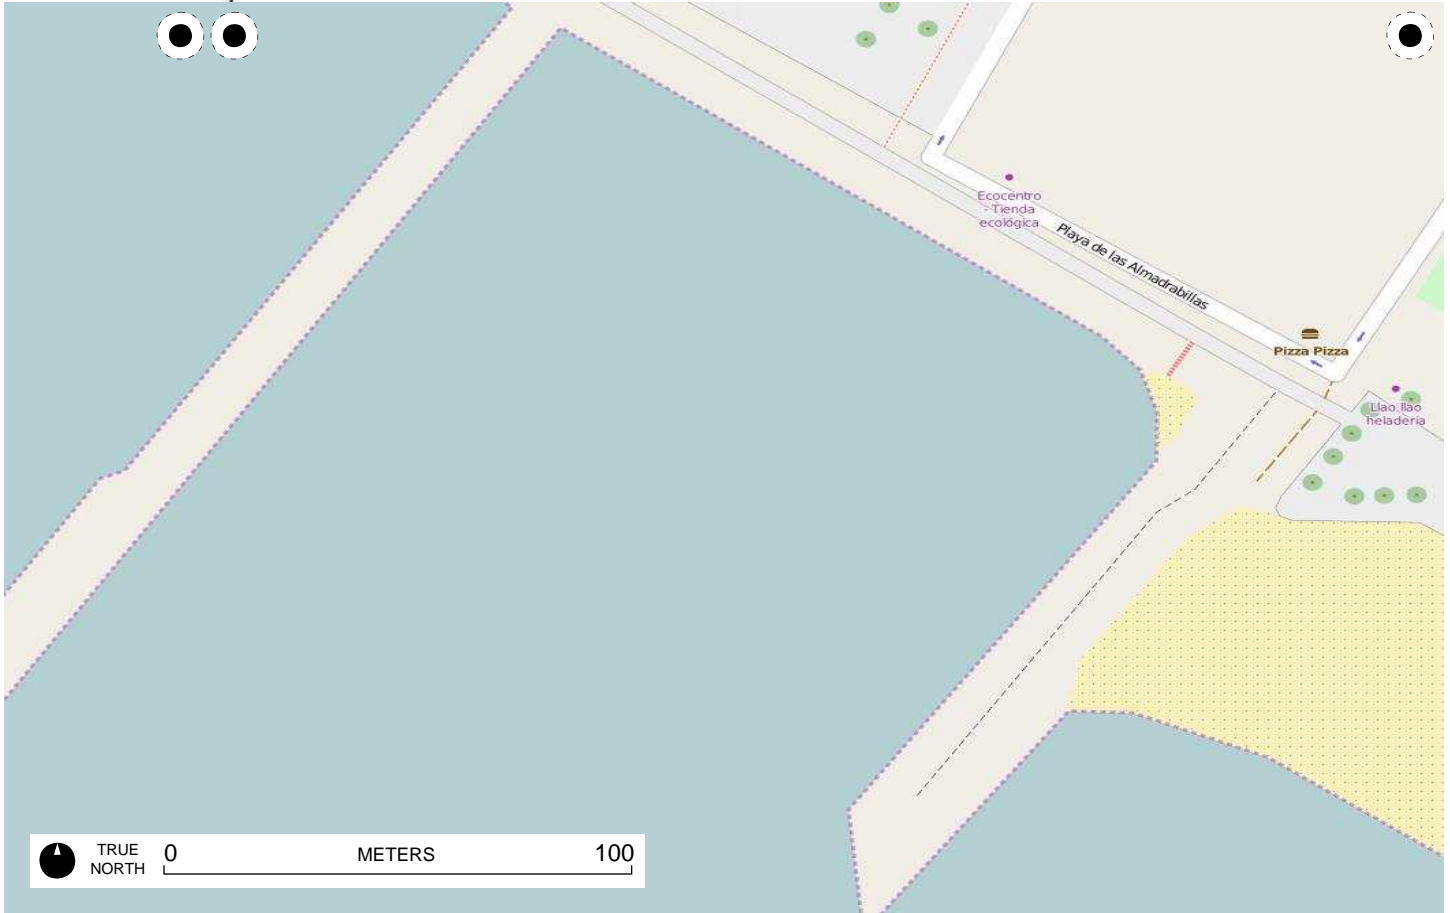 Ecocentro
- Tienda
ecológica
Playa de las Almadrabillas
Pizza Pizza
Llao llao
heladería
TRUE
NORTH
0 METERS 100